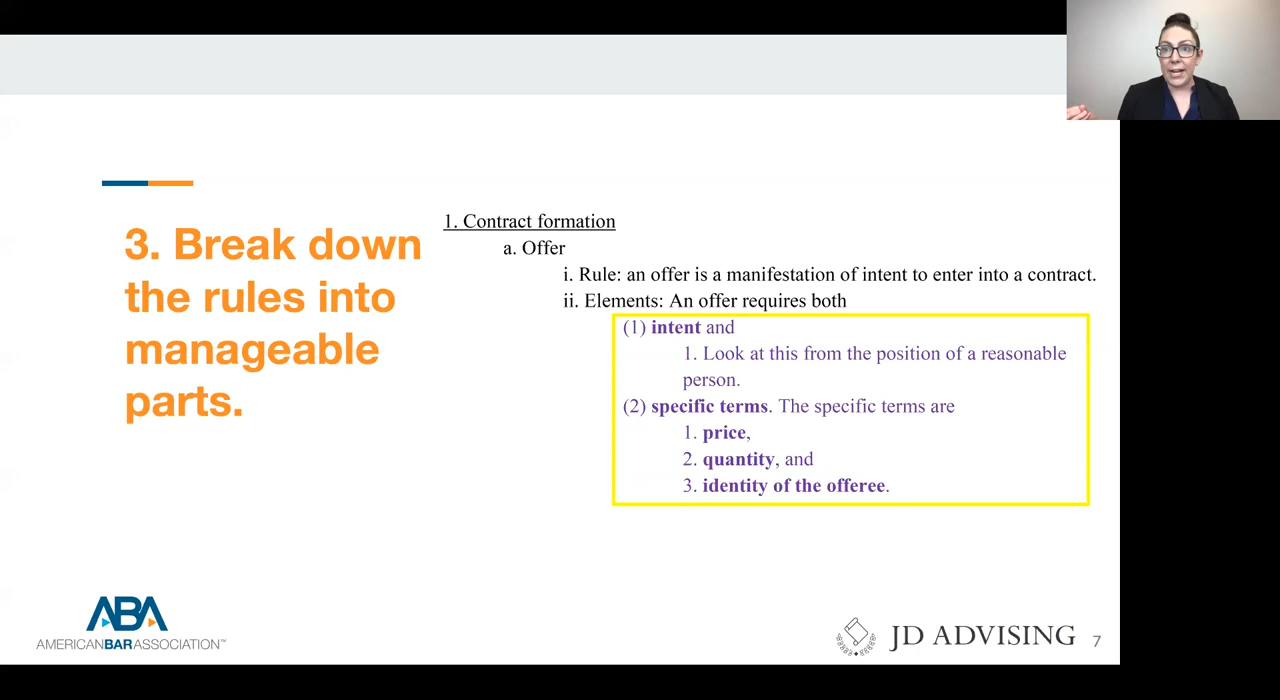 3. Break down
the rules into
manageable
parts.
1. Contract formation
a. Offer
i. Rule: an offer is a manifestation of intent to enter into a contract.
ii. Elements: An offer requires both
(1) intent and
1. Look at this from the position of a reasonable
person.
(2) specific terms. The specific terms are
1. price,
2. quantity, and
3. identity of the offeree.
ABA
AMERICANBARASSOCIATION™
JD ADVISING
7